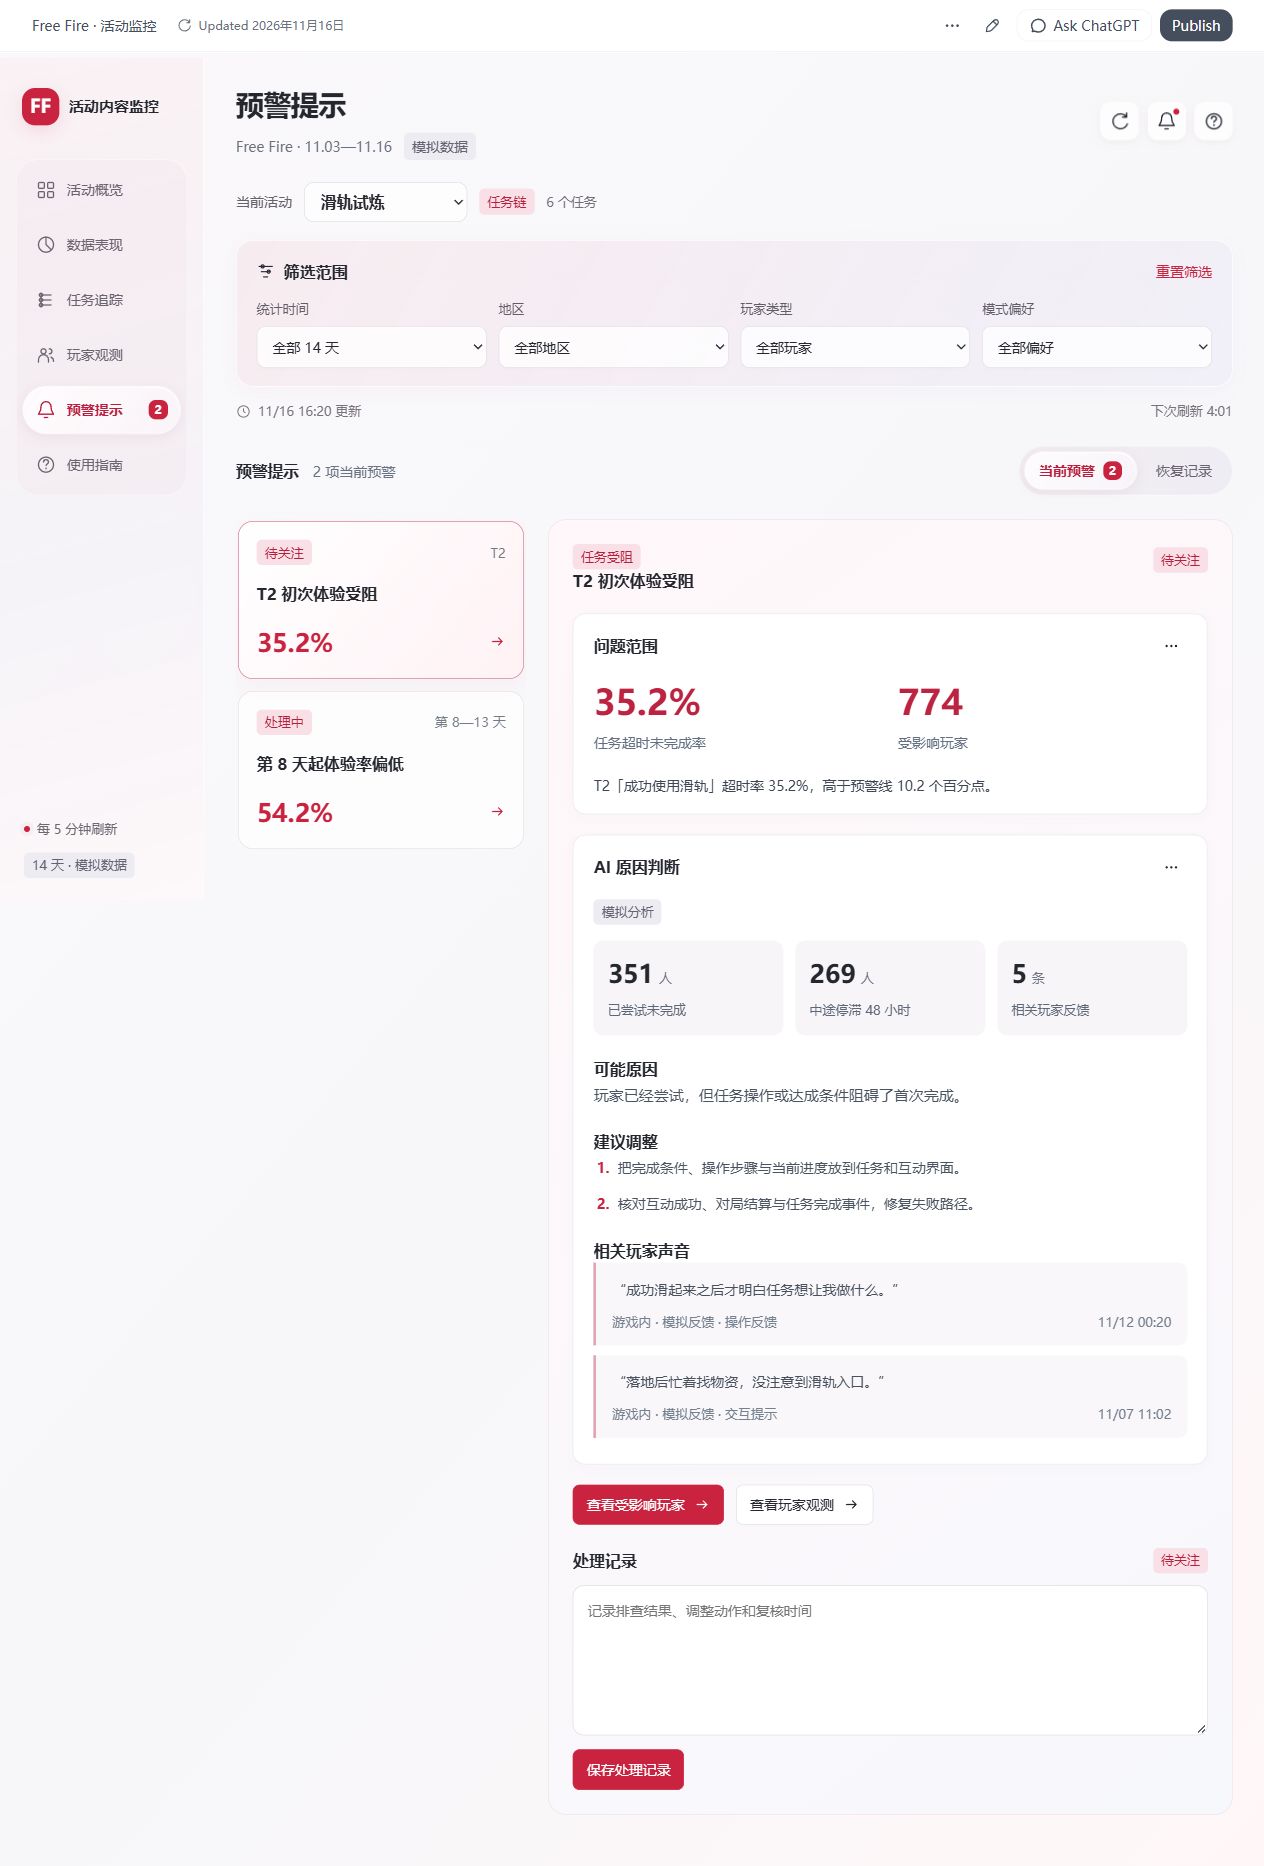 Free Fire · 活动监控
Updated 2026年11月16日
Ask ChatGPT
Publish
FF
活动内容监控
活动概览
数据表现
任务追踪
玩家观测
预警提示 2
使用指南
每 5 分钟刷新
14 天 · 模拟数据
预警提示
Free Fire · 11.03—11.16 模拟数据
当前活动 滑轨试炼 任务链 6 个任务
筛选范围
重置筛选
统计时间 地区 玩家类型 模式偏好
全部 14 天 全部地区 全部玩家 全部偏好
11/16 16:20 更新
下次刷新 4:01
预警提示 2 项当前预警
当前预警 2 恢复记录
待关注 T2
T2 初次体验受阻
35.2%
处理中 第 8—13 天
第 8 天起体验率偏低
54.2%
任务受阻
T2 初次体验受阻
待关注
问题范围
35.2% 774
任务超时未完成率 受影响玩家
T2「成功使用滑轨」超时率 35.2%，高于预警线 10.2 个百分点。
AI 原因判断
模拟分析
351 人 269 人 5 条
已尝试未完成 中途停滞 48 小时 相关玩家反馈
可能原因
玩家已经尝试，但任务操作或达成条件阻碍了首次完成。
建议调整
1. 把完成条件、操作步骤与当前进度放到任务和互动界面。
2. 核对互动成功、对局结算与任务完成事件，修复失败路径。
相关玩家声音
“成功滑起来之后才明白任务想让我做什么。”
游戏内 · 模拟反馈 · 操作反馈 11/12 00:20
“落地后忙着找物资，没注意到滑轨入口。”
游戏内 · 模拟反馈 · 交互提示 11/07 11:02
查看受影响玩家 → 查看玩家观测 →
处理记录
待关注
记录排查结果、调整动作和复核时间
保存处理记录